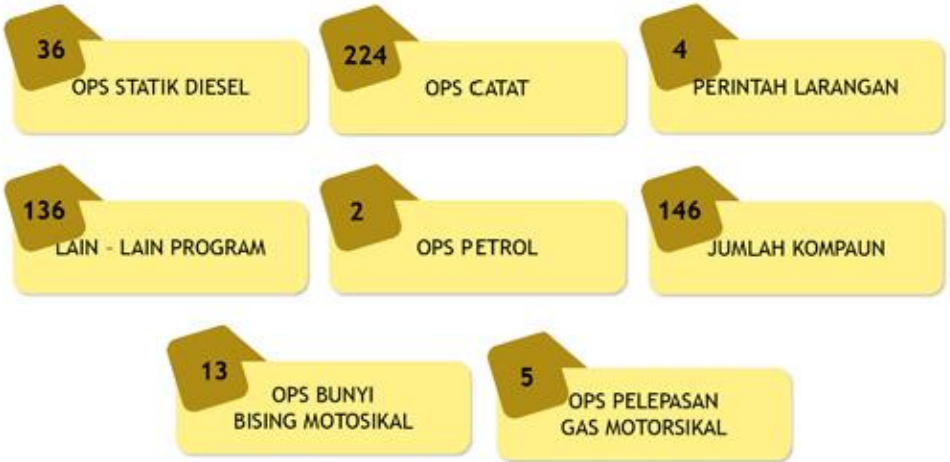 36
OPS STATIK DIESEL
224
OPS CATAT
4
PERINTAH LARANGAN
136
LAIN - LAIN PROGRAM
2
OPS PETROL
146
JUMLAH KOMPAUN
13
OPS BUNYI
BISING MOTOSIKAL
5
OPS PELEPASAN
GAS MOTORSIKAL